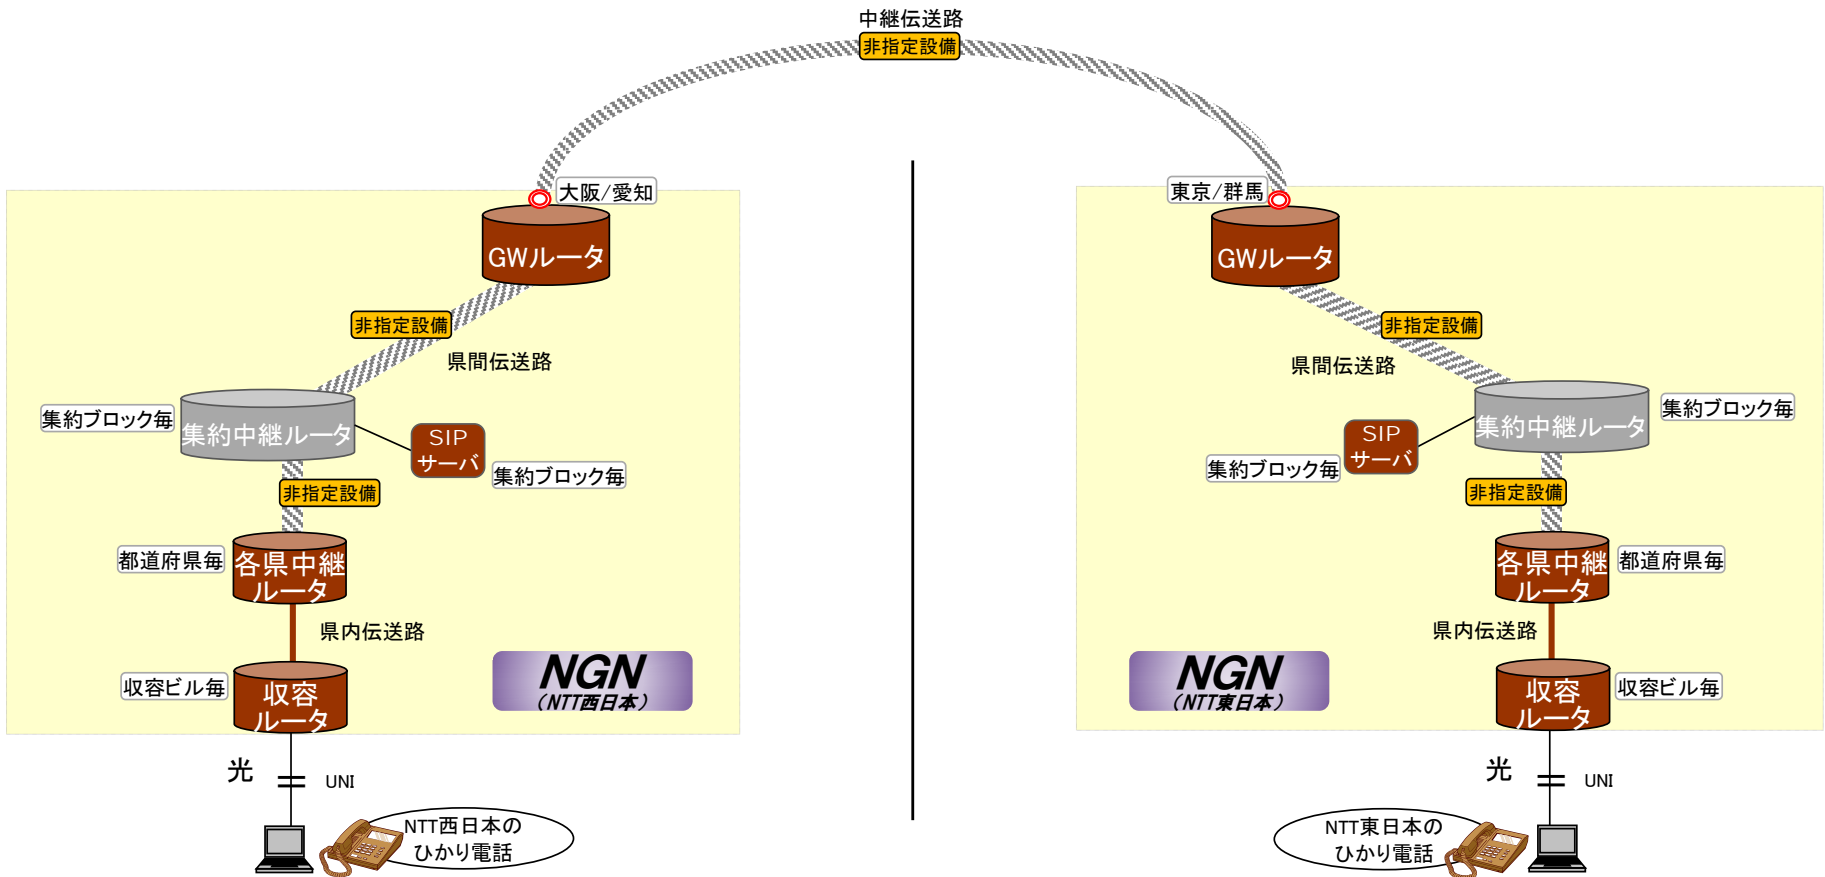 中継伝送路
非指定設備
大阪/愛知
GWルータ
非指定設備
県間伝送路
集約ブロック毎
集約中継ルータ
SIP
サーバ
集約ブロック毎
非指定設備
都道府県毎
各県中継
ルータ
県内伝送路
収容ビル毎
収容
ルータ
NGN
(NTT西日本)
光
UNI
NTT西日本の
ひかり電話
東京/群馬
GWルータ
非指定設備
県間伝送路
集約中継ルータ
集約ブロック毎
SIP
サーバ
集約ブロック毎
非指定設備
各県中継
ルータ
都道府県毎
県内伝送路
NGN
(NTT東日本)
収容
ルータ
収容ビル毎
光
UNI
NTT東日本の
ひかり電話